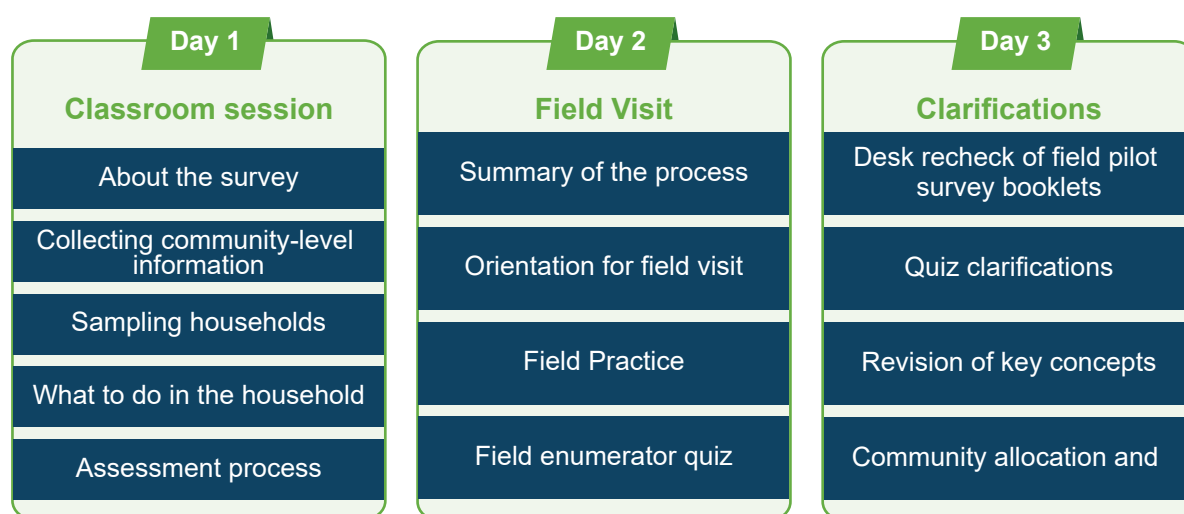 Day 1
Classroom session
About the survey
Collecting community-level
information
Sampling households
What to do in the household
Assessment process
Day 2
Field Visit
Summary of the process
Orientation for field visit
Field Practice
Field enumerator quiz
Day 3
Clarifications
Desk recheck of field pilot
survey booklets
Quiz clarifications
Revision of key concepts
Community allocation and